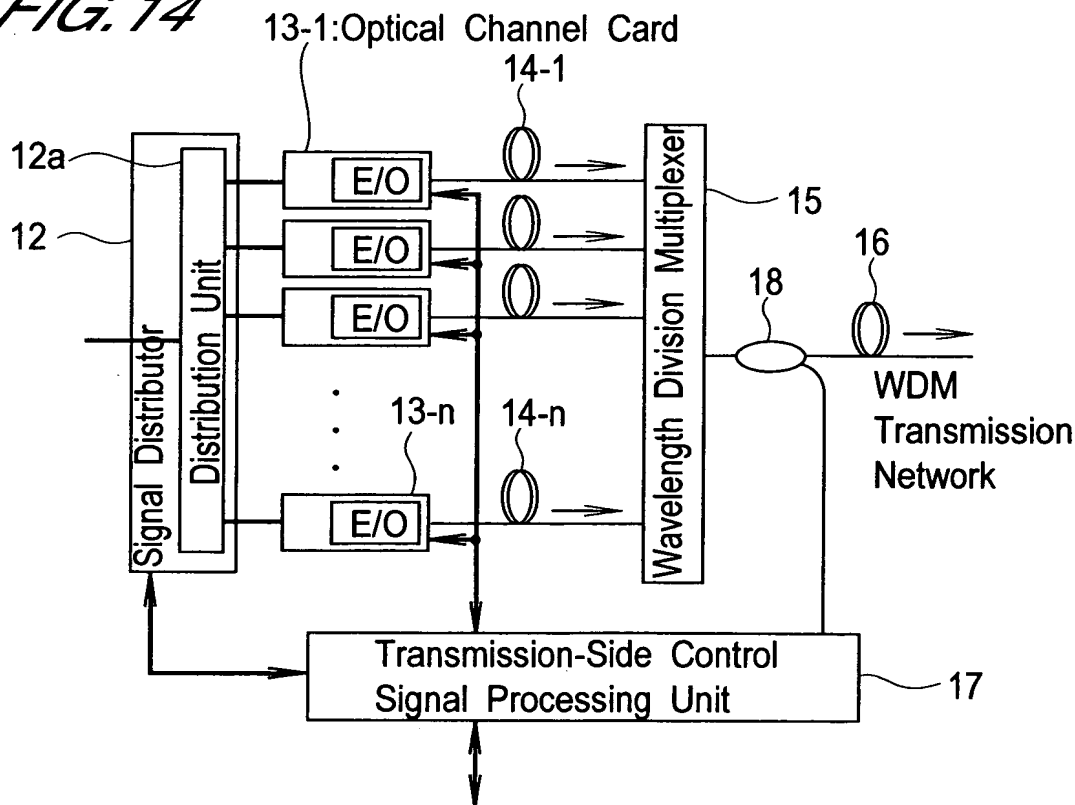 FIG. 14
13-1:Optical Channel Card
14-1
12a
12
Signal Distributor
Distribution Unit
E/O
E/O
E/O
13-n
E/O
14-n
Wavelength Division Multiplexer
15
18
16
WDM
Transmission
Network
Transmission-Side Control
Signal Processing Unit
17